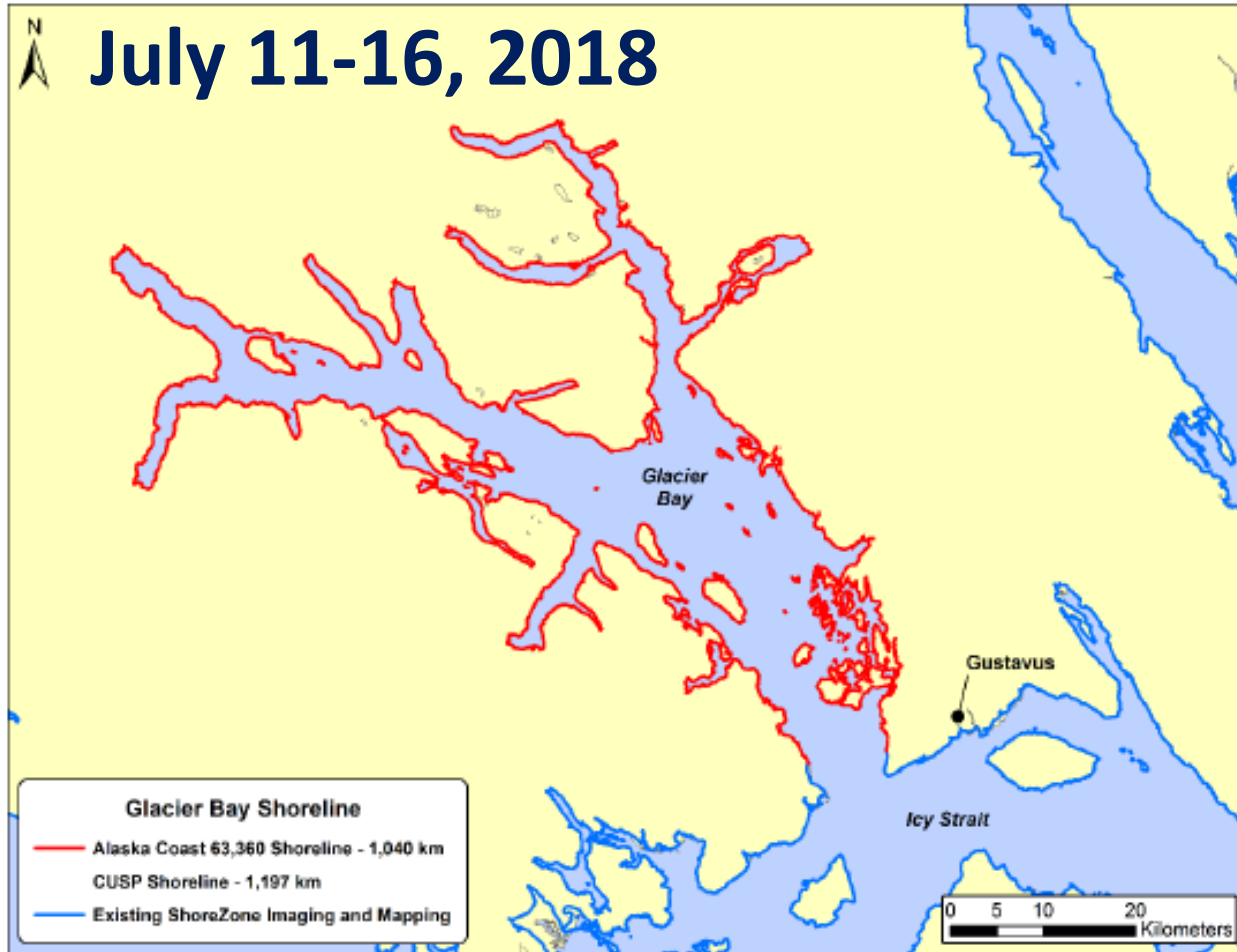 N
July 11-16, 2018
Glacier
Bay
Gustavus
Icy Strait
Glacier Bay Shoreline
Alaska Coast 63,360 Shoreline - 1,040 km
CUSP Shoreline - 1,197 km
Existing ShoreZone Imaging and Mapping
0 5 10 20
Kilometers